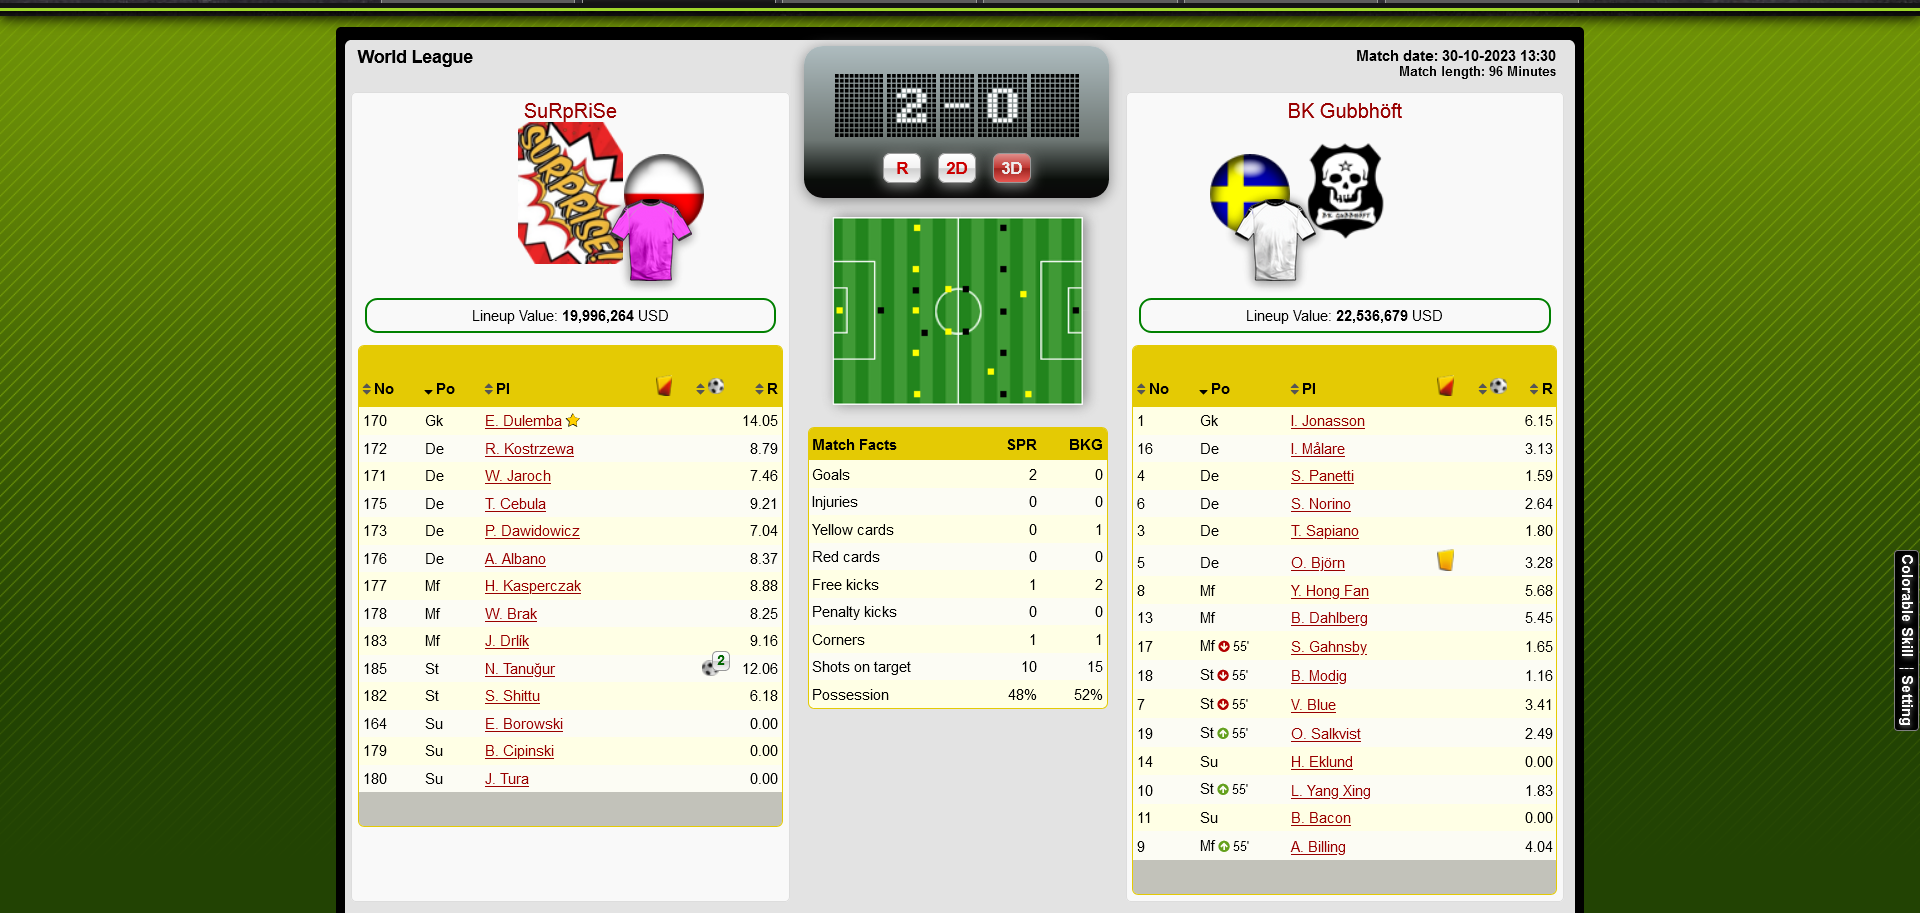 World League
Match date: 30-10-2023 13:30
Match length: 96 Minutes
2-0
R 2D 3D
SuRpRiSe
SURPRISE!
Lineup Value: 19,996,264 USD
No Po Pl R
170 Gk E. Dulemba 14.05
172 De R. Kostrzewa 8.79
171 De W. Jaroch 7.46
175 De T. Cebula 9.21
173 De P. Dawidowicz 7.04
176 De A. Albano 8.37
177 Mf H. Kasperczak 8.88
178 Mf W. Brak 8.25
183 Mf J. Drlík 9.16
185 St N. Tanuğur 2 12.06
182 St S. Shittu 6.18
164 Su E. Borowski 0.00
179 Su B. Cipinski 0.00
180 Su J. Tura 0.00
Match Facts SPR BKG
Goals 2 0
Injuries 0 0
Yellow cards 0 1
Red cards 0 0
Free kicks 1 2
Penalty kicks 0 0
Corners 1 1
Shots on target 10 15
Possession 48% 52%
BK Gubbhöft
BK GUBBHÖFT
Lineup Value: 22,536,679 USD
No Po Pl R
1 Gk I. Jonasson 6.15
16 De I. Målare 3.13
4 De S. Panetti 1.59
6 De S. Norino 2.64
3 De T. Sapiano 1.80
5 De O. Björn 3.28
8 Mf Y. Hong Fan 5.68
13 Mf B. Dahlberg 5.45
17 Mf 55' S. Gahnsby 1.65
18 St 55' B. Modig 1.16
7 St 55' V. Blue 3.41
19 St 55' O. Salkvist 2.49
14 Su H. Eklund 0.00
10 St 55' L. Yang Xing 1.83
11 Su B. Bacon 0.00
9 Mf 55' A. Billing 4.04
Colorable Skill --- Setting